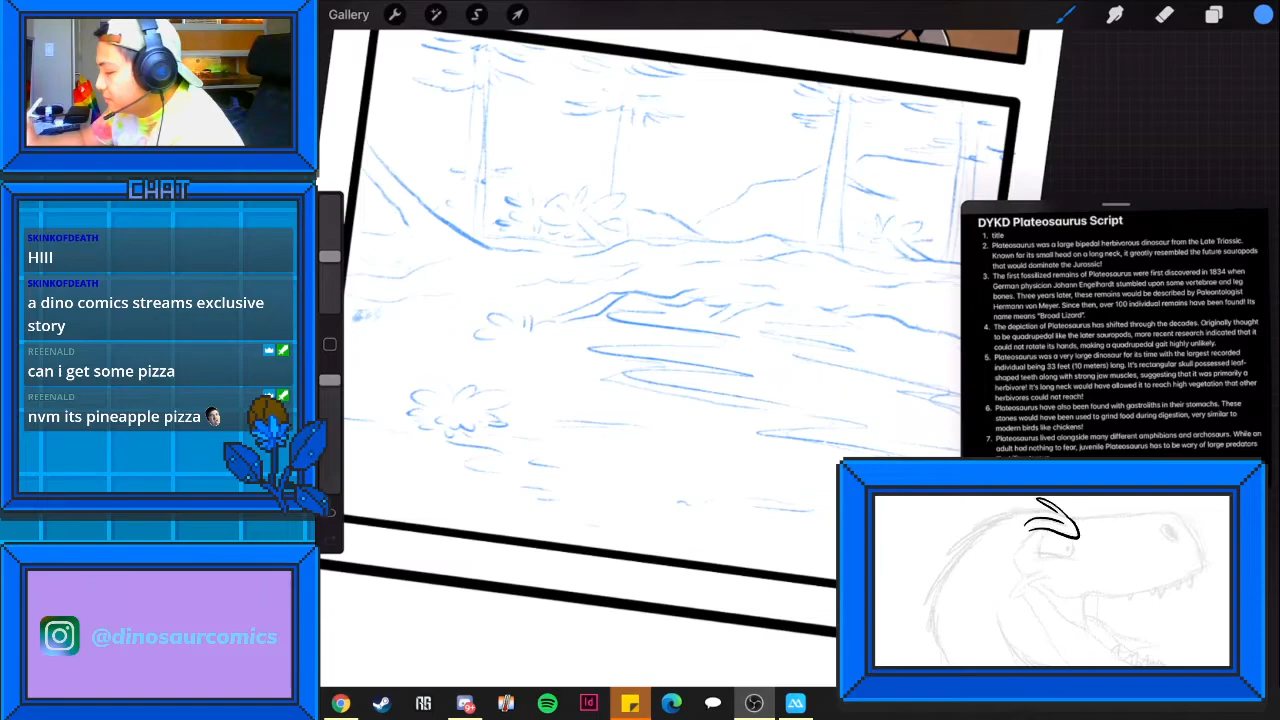 Gallery
CHAT
SKINKOFDEATH
HIII
SKINKOFDEATH
a dino comics streams exclusive
story
REEENALD
can i get some pizza
REEENALD
nvm its pineapple pizza
@dinosaurcomics
DYKD Plateosaurus Script
1. title
2. Plateosaurus was a large bipedal herbivorous dinosaur from the Late Triassic.
Known for its small head on a long neck, it greatly resembled the future sauropods
that would dominate the Jurassic!
3. The first fossilized remains of Plateosaurus were first discovered in 1834 when
German physician Johann Engelhardt stumbled upon some vertebrae and leg
bones. Three years later, these remains would be described by Paleontologist
Hermann von Meyer. Since then, over 100 individual remains have been found! Its
name means "Broad Lizard".
4. The depiction of Plateosaurus has shifted through the decades. Originally thought
to be quadrupedal like the later sauropods, more recent research indicated that it
could not rotate its hands, making a quadrupedal gait highly unlikely.
5. Plateosaurus was a very large dinosaur for its time with the largest recorded
individual being 33 feet (10 meters) long. It's rectangular skull possessed leaf-
shaped teeth along with strong jaw muscles, suggesting that it was primarily a
herbivore! It's long neck would have allowed it to reach high vegetation that other
herbivores could not reach!
6. Plateosaurus have also been found with gastroliths in their stomachs. These
stones would have been used to grind food during digestion, very similar to
modern birds like chickens!
7. Plateosaurus lived alongside many different amphibians and archosaurs. While an
adult had nothing to fear, juvenile Plateosaurus has to be wary of large predators